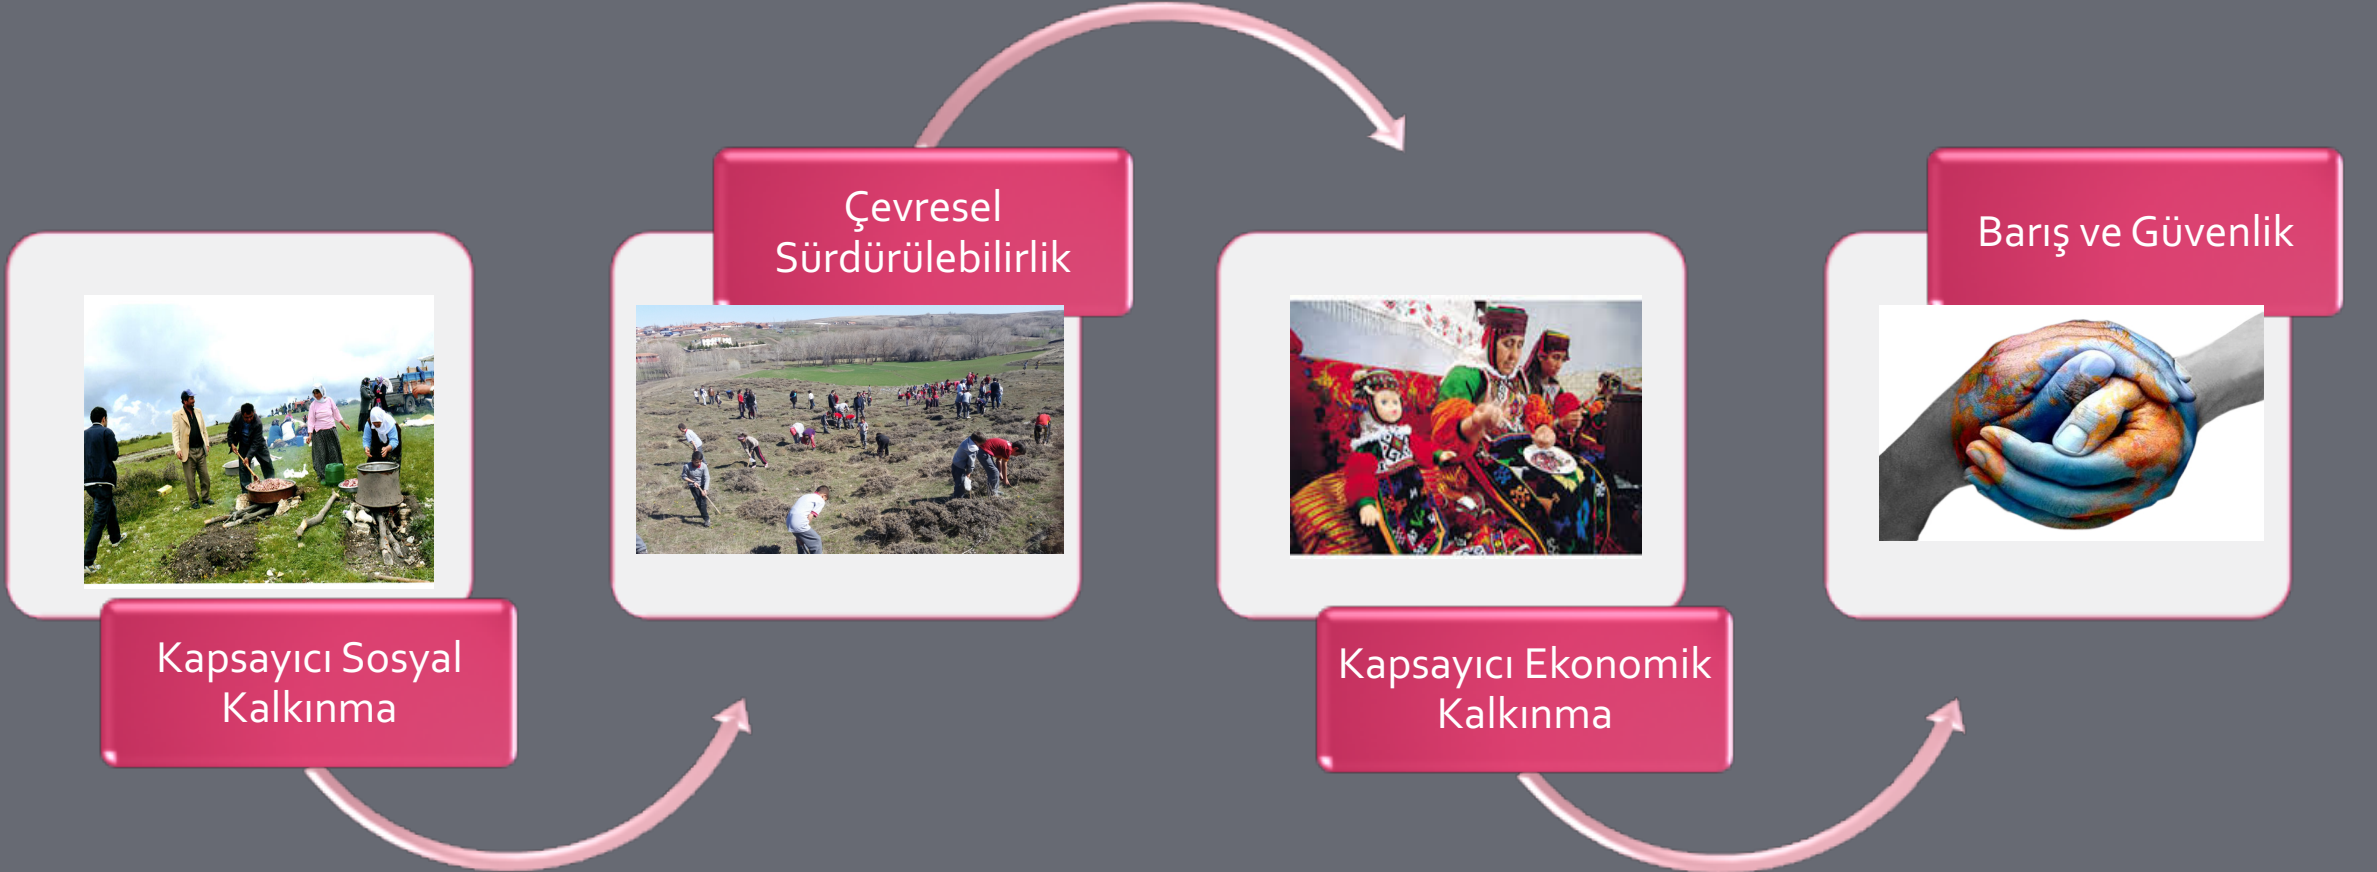 Kapsayıcı Sosyal
Kalkınma
Çevresel
Sürdürülebilirlik
Kapsayıcı Ekonomik
Kalkınma
Barış ve Güvenlik